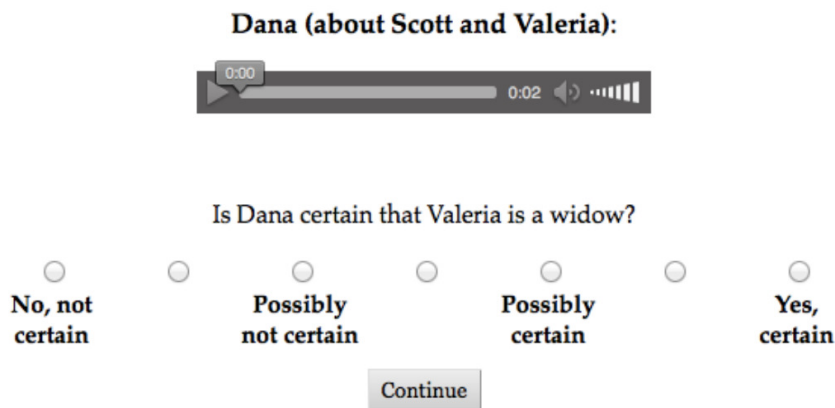 Dana (about Scott and Valeria):
0:00
0:02
Is Dana certain that Valeria is a widow?
No, not certain
Possibly not certain
Possibly certain
Yes, certain
Continue